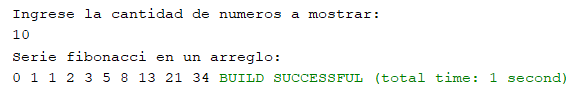 Ingrese la cantidad de numeros a mostrar:
10
Serie fibonacci en un arreglo:
0 1 1 2 3 5 8 13 21 34 BUILD SUCCESSFUL (total time: 1 second)